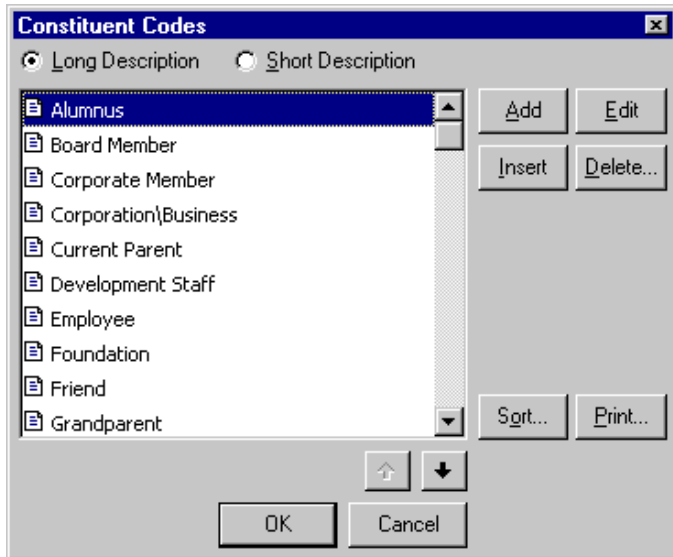 Constituent Codes
Long Description Short Description
Alumnus
Board Member
Corporate Member
Corporation\Business
Current Parent
Development Staff
Employee
Foundation
Friend
Grandparent
Add Edit
Insert Delete...
Sort... Print...
OK Cancel